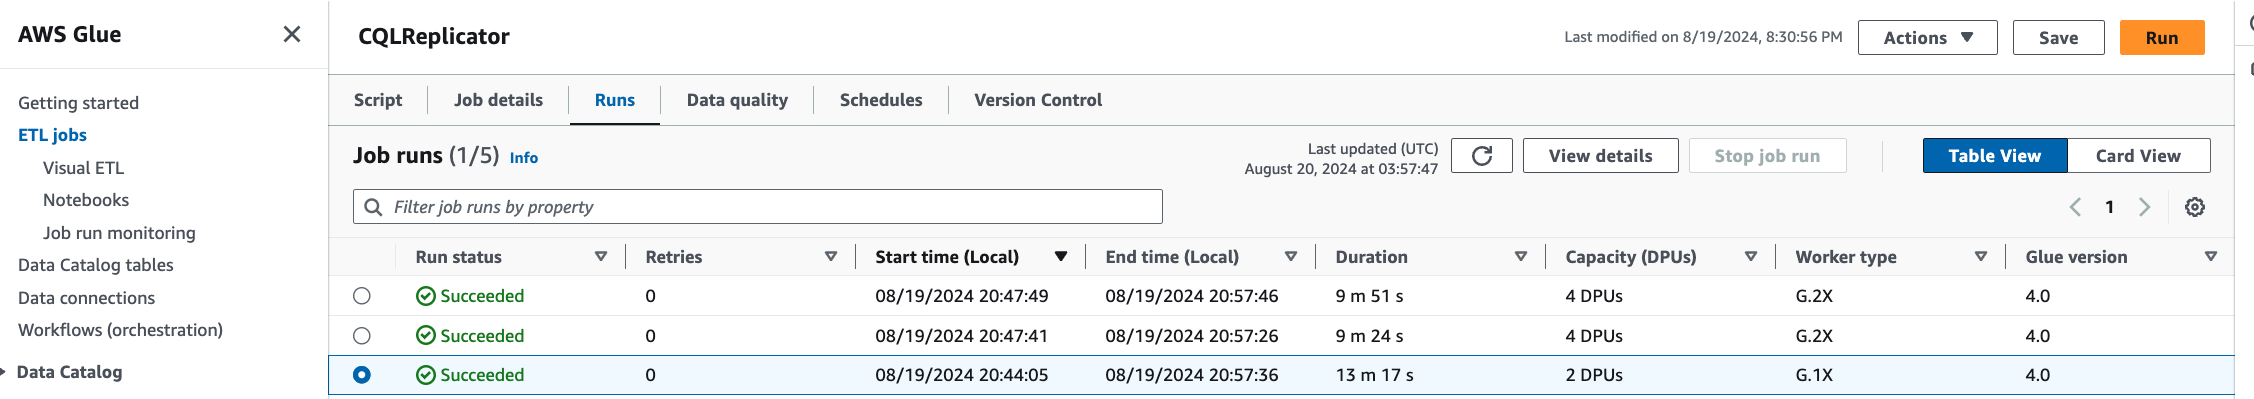 AWS Glue
Getting started
ETL jobs
Visual ETL
Notebooks
Job run monitoring
Data Catalog tables
Data connections
Workflows (orchestration)
Data Catalog
CQLReplicator
Last modified on 8/19/2024, 8:30:56 PM
Actions
Save
Run
Script
Job details
Runs
Data quality
Schedules
Version Control
Job runs (1/5) Info
Last updated (UTC)
August 20, 2024 at 03:57:47
View details
Stop job run
Table View
Card View
Filter job runs by property
1
Run status Retries Start time (Local) End time (Local) Duration Capacity (DPUs) Worker type Glue version
Succeeded 0 08/19/2024 20:47:49 08/19/2024 20:57:46 9 m 51 s 4 DPUs G.2X 4.0
Succeeded 0 08/19/2024 20:47:41 08/19/2024 20:57:26 9 m 24 s 4 DPUs G.2X 4.0
Succeeded 0 08/19/2024 20:44:05 08/19/2024 20:57:36 13 m 17 s 2 DPUs G.1X 4.0